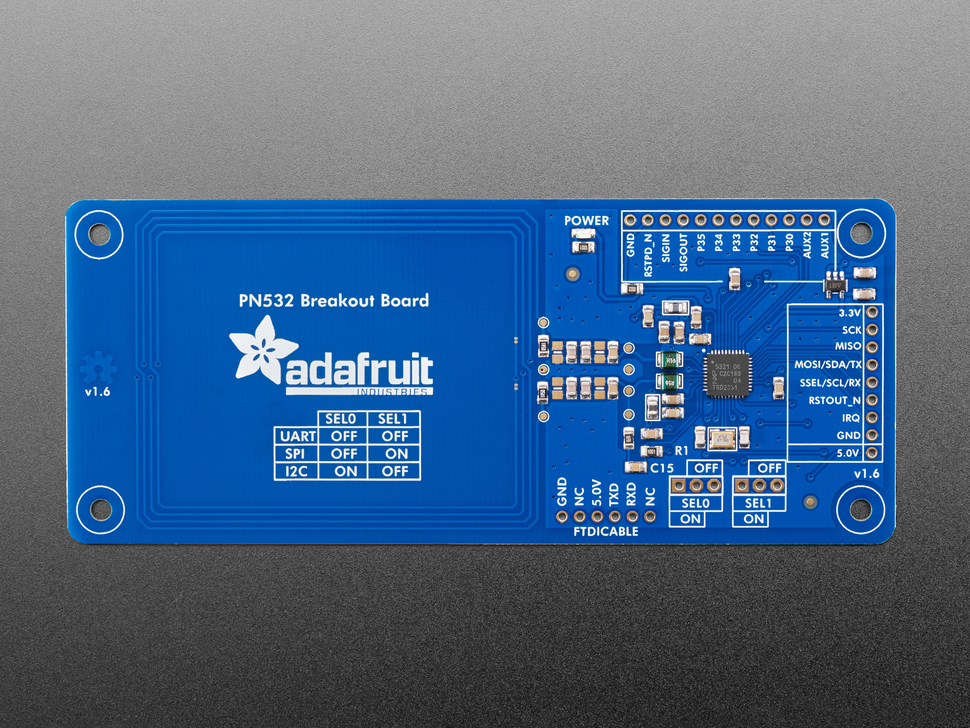 POWER
GND
RSTPD_N
SIGIN
SIGOUT
P35
P34
P33
P32
P31
P30
AUX2
AUX1
PN532 Breakout Board
adafruit
INDUSTRIES
v1.6
SEL0 SEL1
UART OFF OFF
SPI OFF ON
I2C ON OFF
3.3V
SCK
MISO
MOSI/SDA/TX
SSEL/SCL/RX
RSTOUT_N
IRQ
GND
5.0V
v1.6
R1
C15
GND
NC
5.0V
TXD
RXD
NC
FTDICABLE
OFF
SEL0
ON
OFF
SEL1
ON